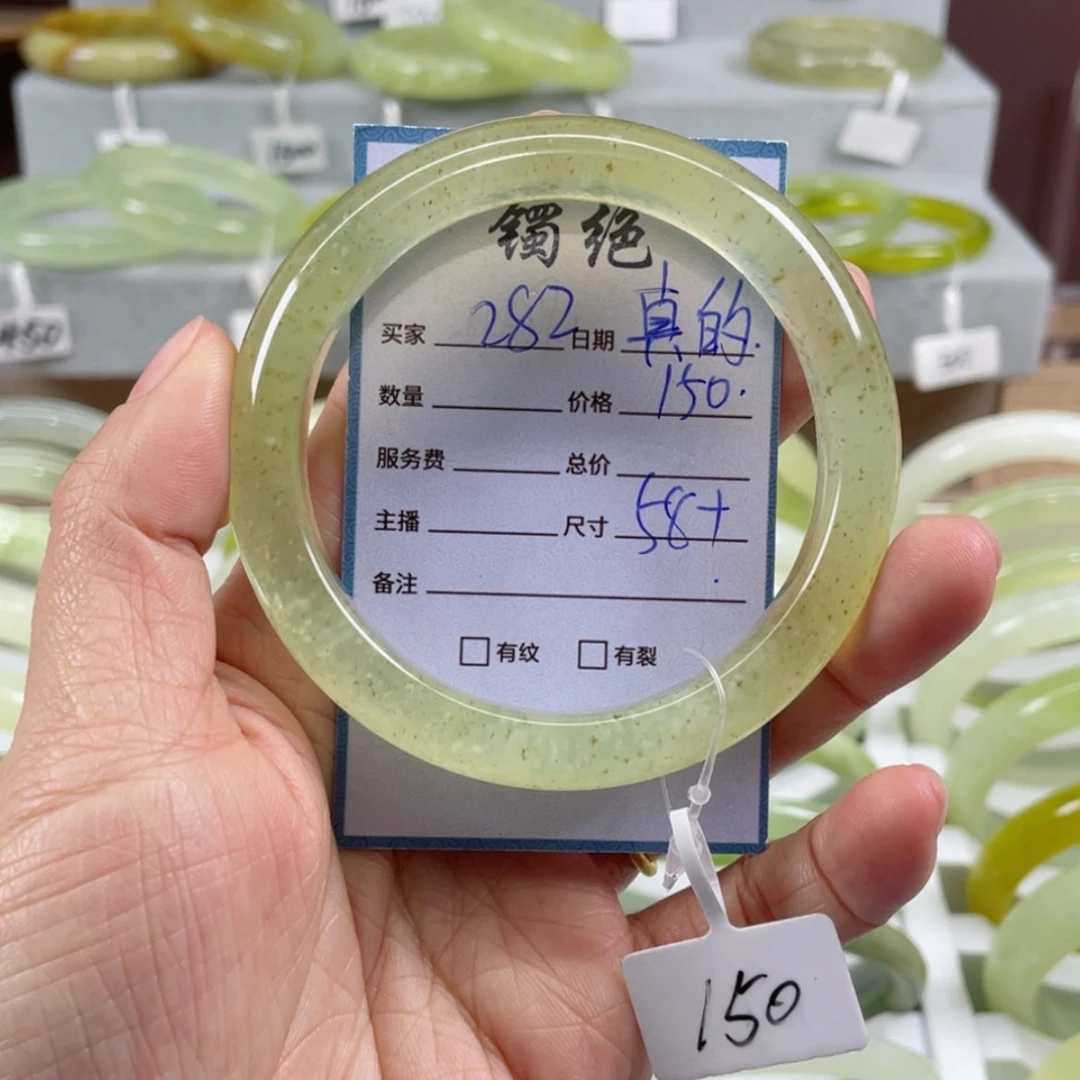 镯绝
买家 282 日期 真的.
数量 价格 150.
服务费 总价
主播 尺寸 58+
备注
□有纹 □有裂
150